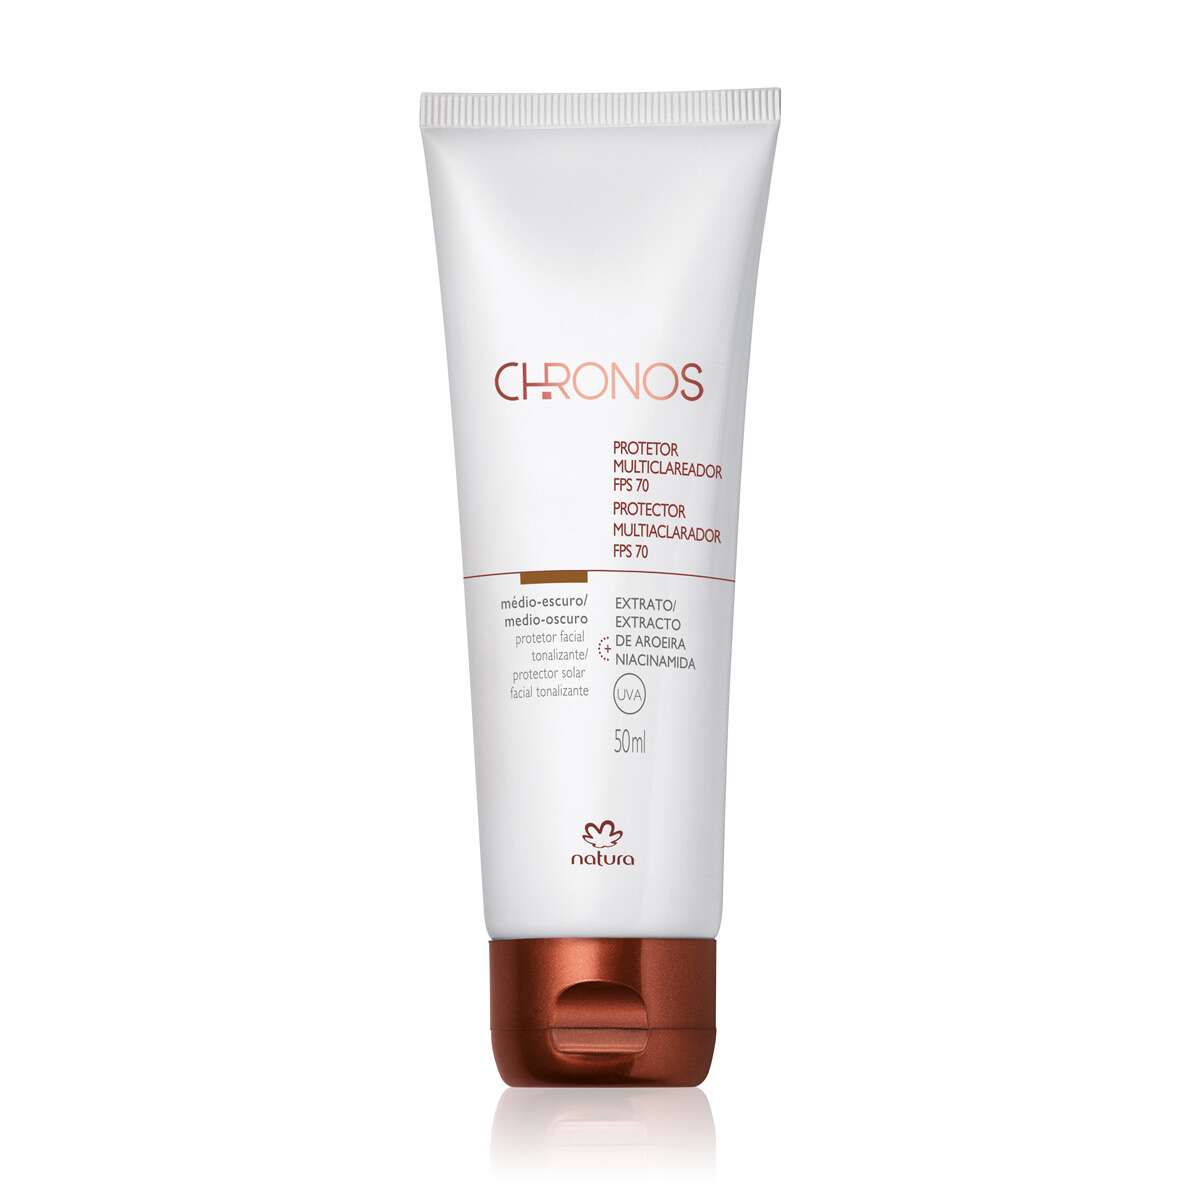 CHRONOS
PROTETOR
MULTICLAREADOR
FPS 70
PROTECTOR
MULTIACLARADOR
FPS 70
médio-escuro/
medio-oscuro
protetor facial
tonalizante/
protector solar
facial tonalizante
EXTRATO/
EXTRACTO
DE AROEIRA
+ NIACINAMIDA
UVA
50ml
natura